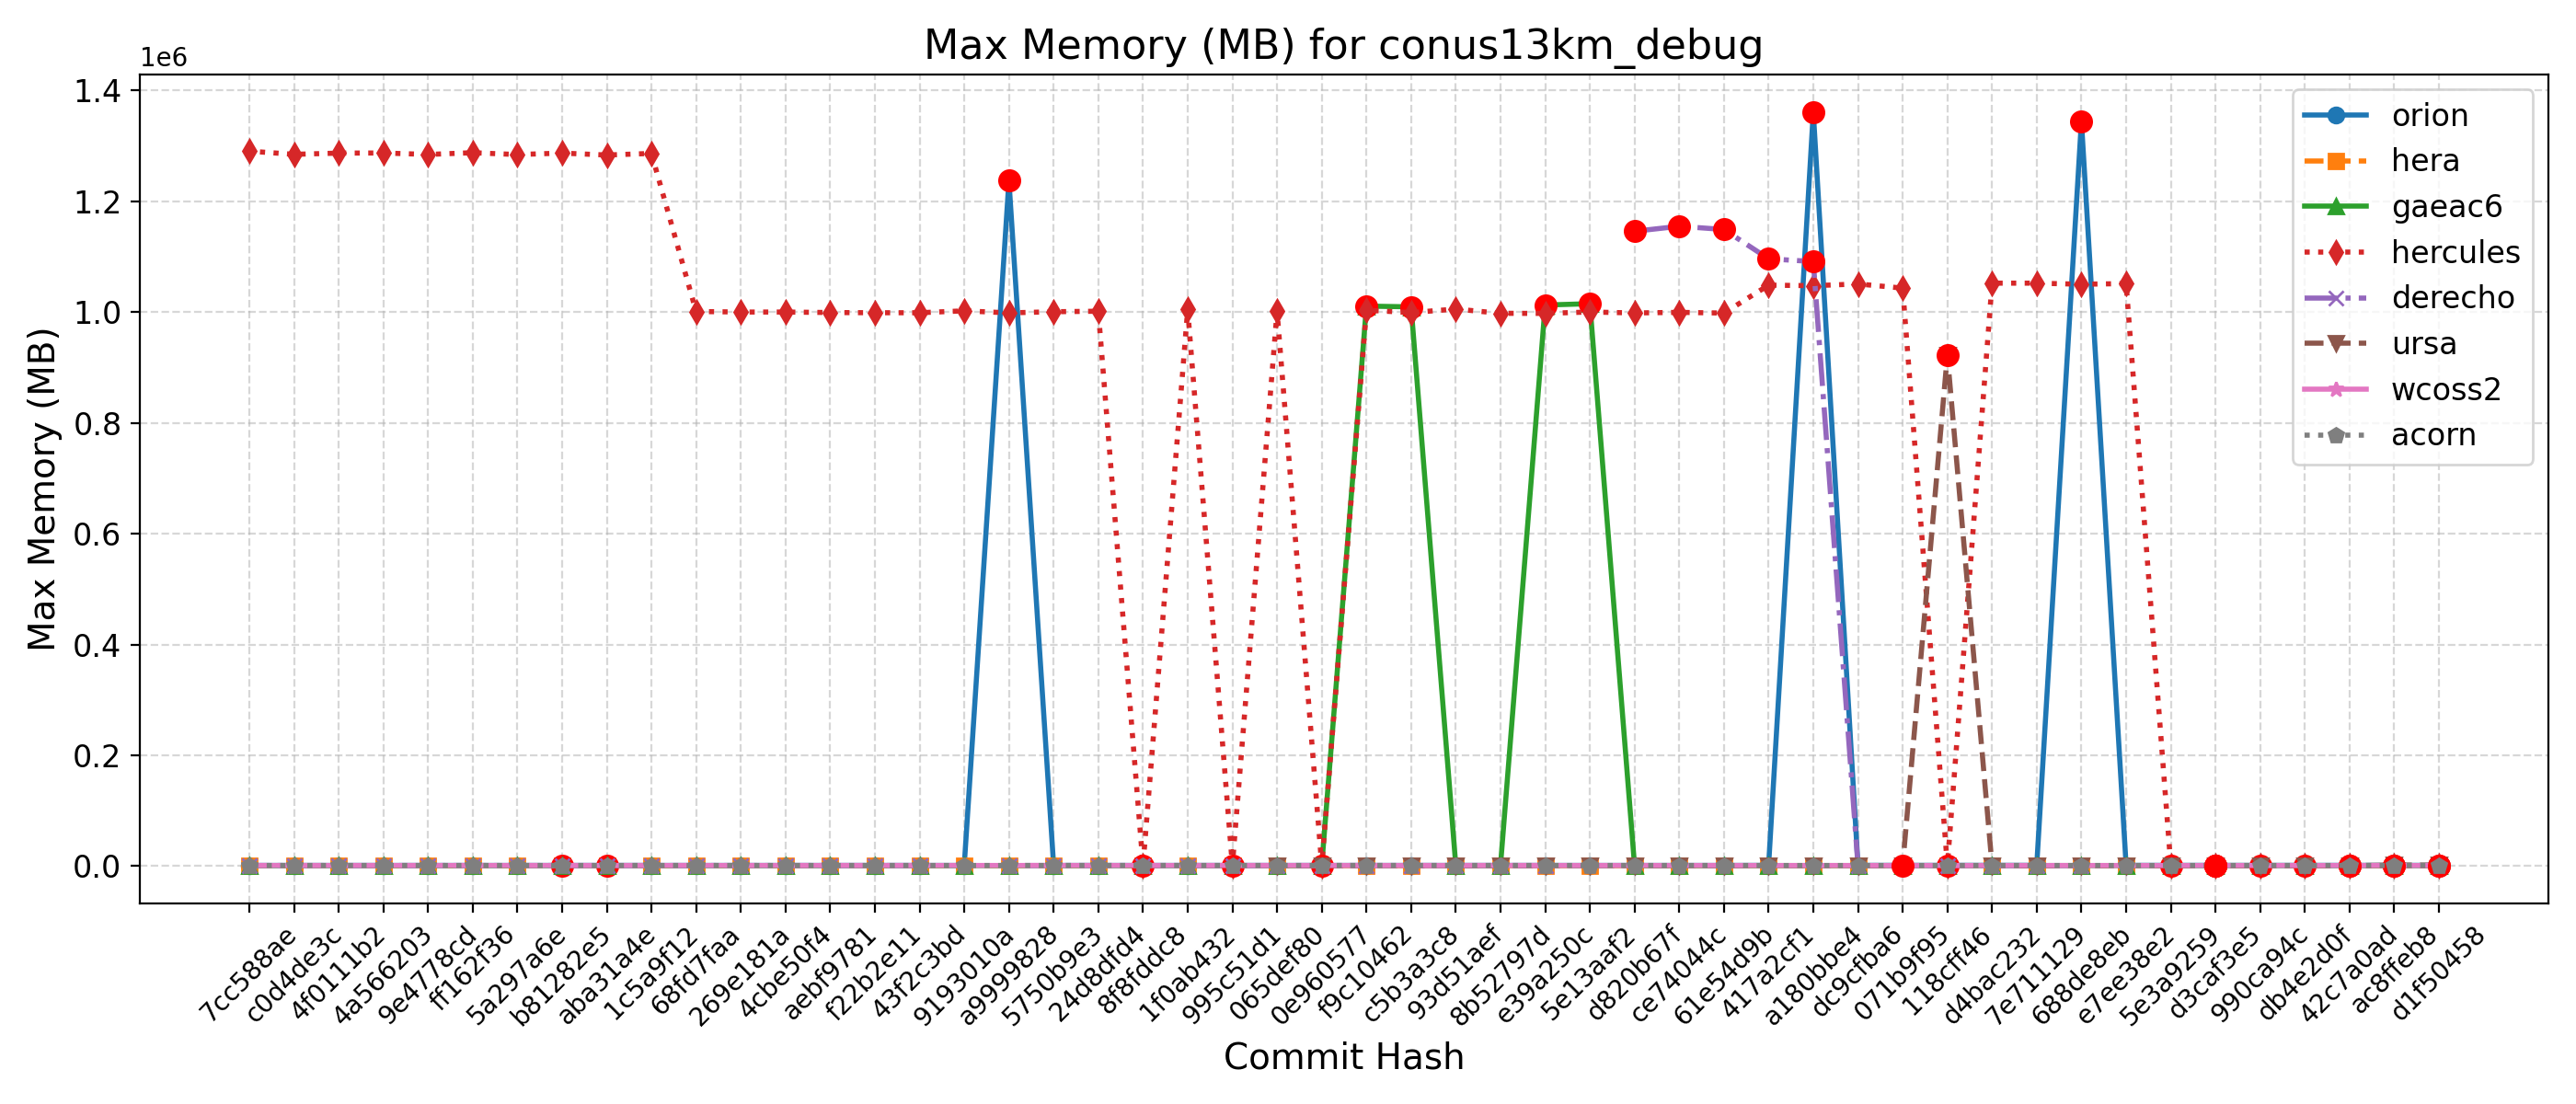 Max Memory (MB) for conus13km_debug
1e6
1.4
1.2
1.0
0.8
0.6
0.4
0.2
0.0
Max Memory (MB)
orion
hera
gaeac6
hercules
derecho
ursa
wcoss2
acorn
7cc588ae
c0d4de3c
4f0111b2
4a566203
9e4778cd
ff162f36
5a297a6e
b81282e5
aba31a4e
1c5a9f12
68fd7faa
269e181a
4cbe50f4
aebf9781
f22b2e11
43f2c3bd
9193010a
a9999828
5750b9e3
24d8dfd4
8f8fddc8
1f0ab432
995c51d1
065def80
0e960577
f9c10462
c5b3a3c8
93d51aef
8b52797d
e39a250c
5e13aaf2
d820b67f
ce74044c
61e54d9b
417a2cf1
a180bbe4
dc9cfba6
071b9f95
118cff46
d4bac232
7e711129
688de8eb
e7ee38e2
5e3a9259
d3caf3e5
990ca94c
db4e2d0f
42c7a0ad
ac8ffeb8
d1f50458
Commit Hash